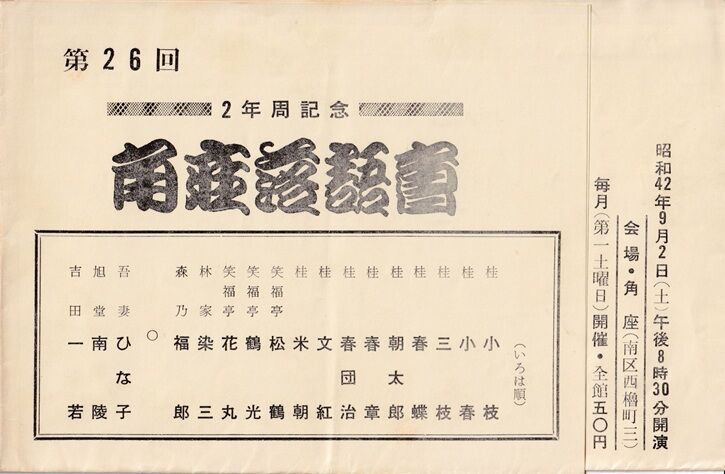 第26回
2年周記念
角座落語会
(いろは順)
桂 小枝
桂 小春
桂 三枝
桂 春蝶
桂 朝太郎
桂 春章
桂 春団治
桂 文紅
桂 米朝
笑福亭 松鶴
笑福亭 鶴光
笑福亭 花丸
林家 染三
森乃 福郎
○
吾妻 ひな子
旭堂 南陵
吉田 一若
昭和42年9月2日(土)午後8時30分開演
会場・角座(南区西櫓町三)
毎月(第一土曜日)開催・全館五〇円